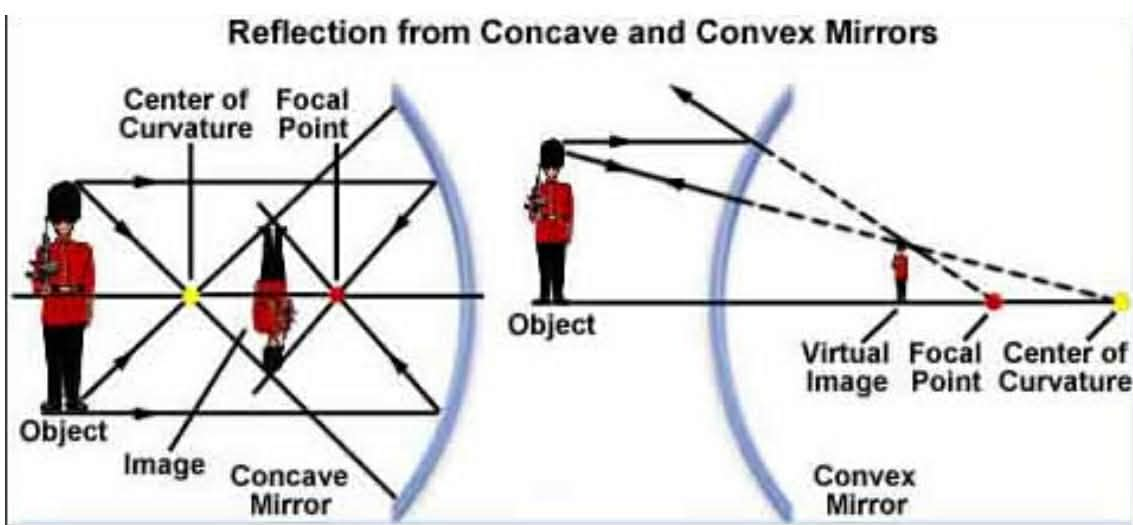 Reflection from Concave and Convex Mirrors
Center of
Curvature
Focal
Point
Object
Image
Concave
Mirror
Object
Virtual
Image
Focal
Point
Center of
Curvature
Convex
Mirror